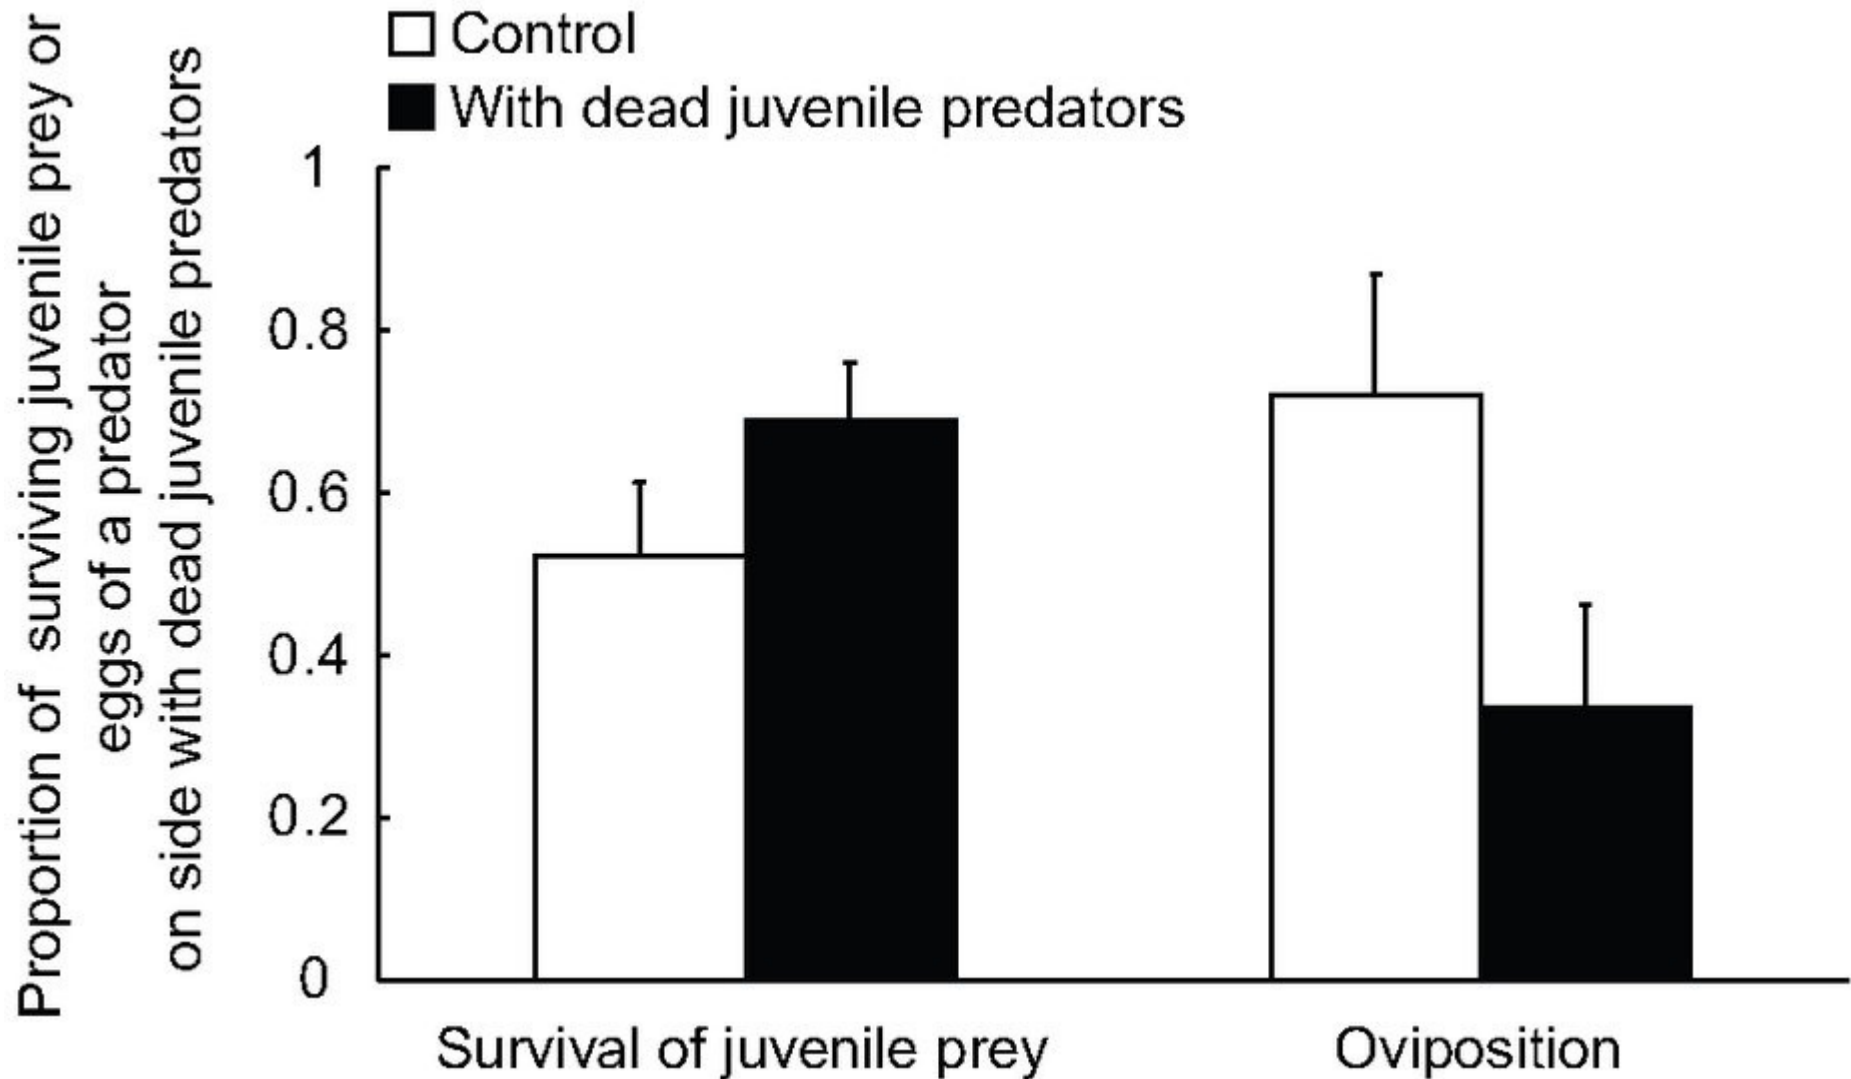 Proportion of surviving juvenile prey or
eggs of a predator
on side with dead juvenile predators
Control
With dead juvenile predators
1
0.8
0.6
0.4
0.2
0
Survival of juvenile prey
Oviposition